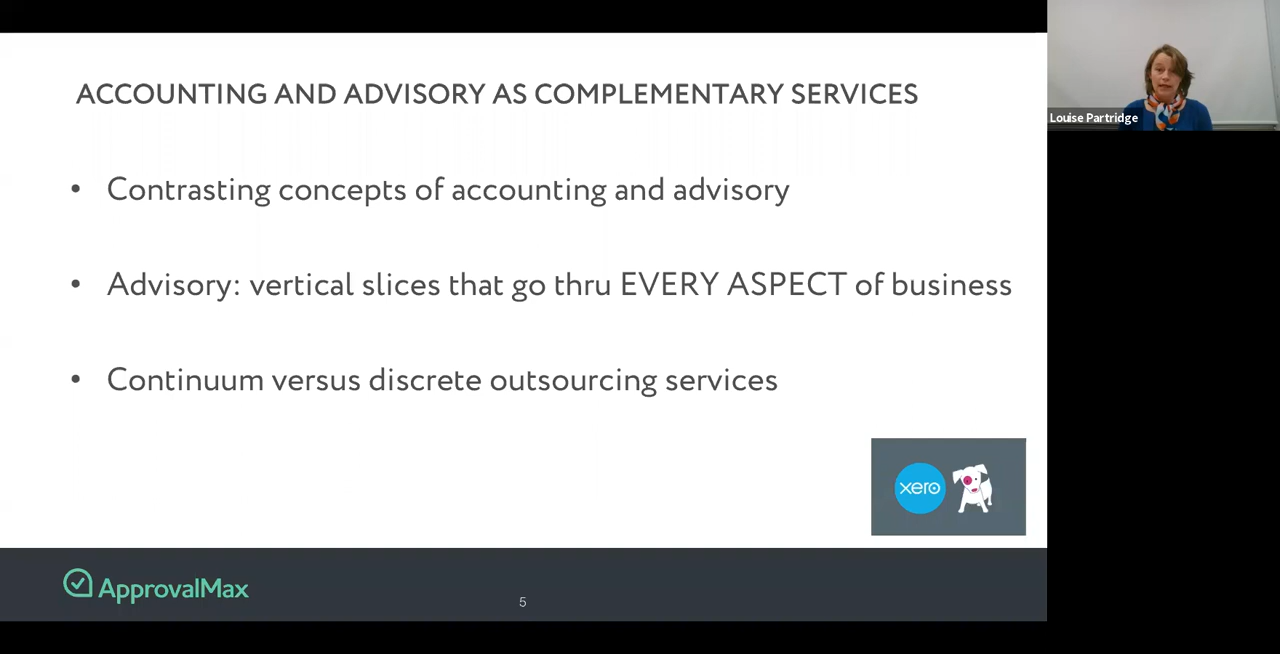 ACCOUNTING AND ADVISORY AS COMPLEMENTARY SERVICES
Louise Partridge
• Contrasting concepts of accounting and advisory
• Advisory: vertical slices that go thru EVERY ASPECT of business
• Continuum versus discrete outsourcing services
xero
ApprovalMax
5